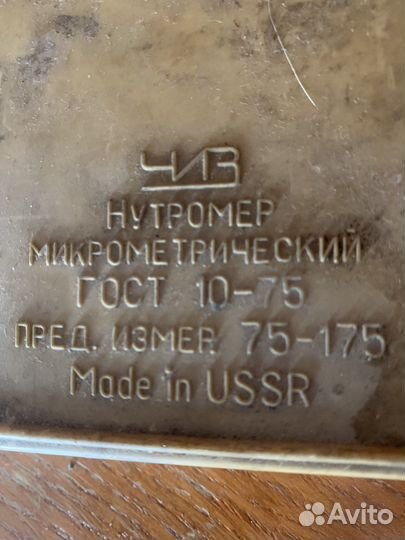 ЧИЗ
НУТРОМЕР
МИКРОМЕТРИЧЕСКИЙ
ГОСТ 10-75
ПРЕД. ИЗМЕР. 75-175
Made in USSR
Avito